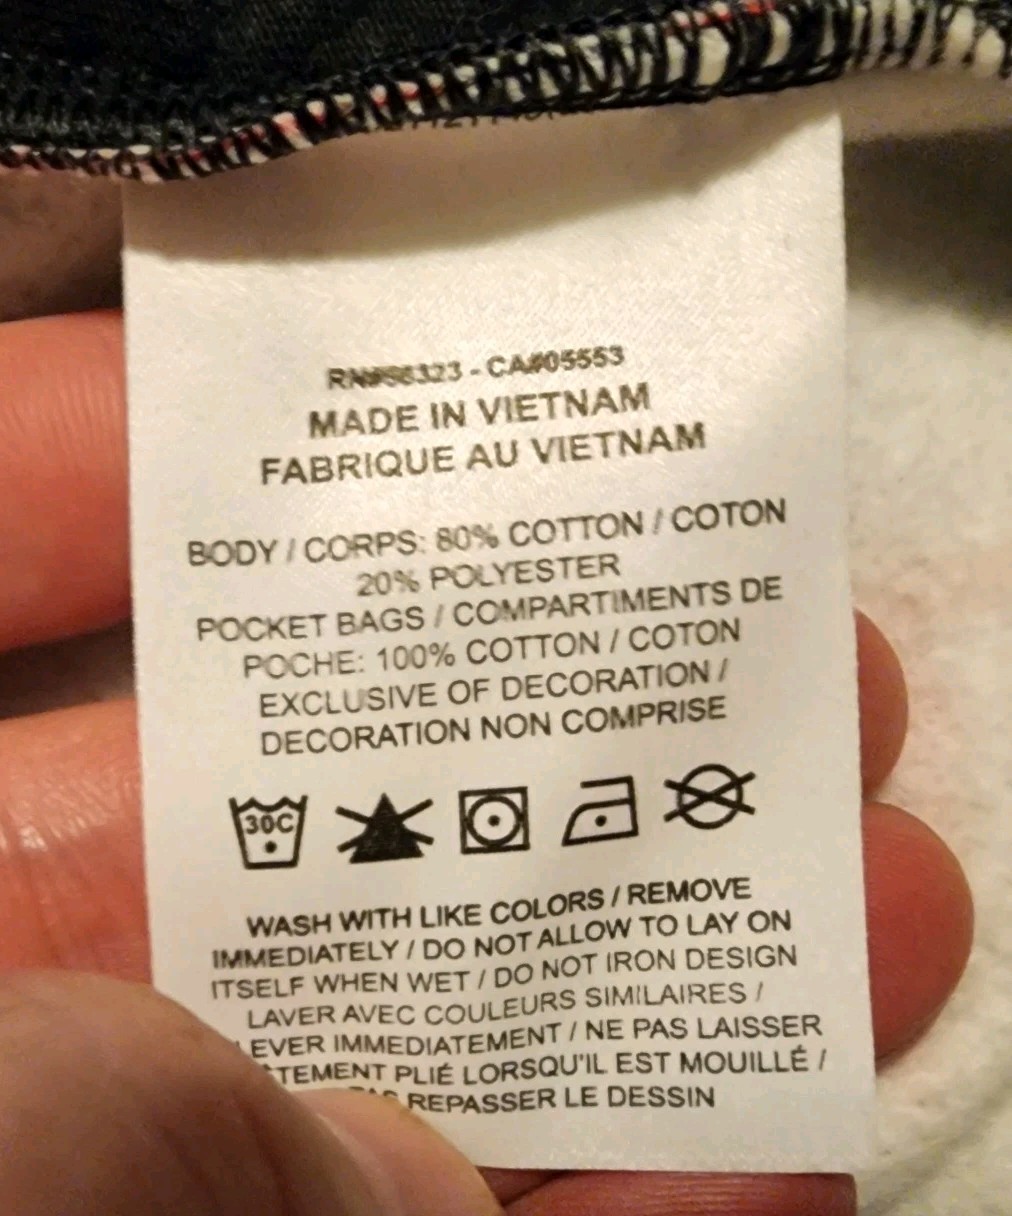 CA#05553
MADE IN VIETNAM
FABRIQUE AU VIETNAM
BODY / CORPS: 80% COTTON / COTON
20% POLYESTER
POCKET BAGS / COMPARTIMENTS DE
POCHE: 100% COTTON / COTON
EXCLUSIVE OF DECORATION /
DECORATION NON COMPRISE
30C
WASH WITH LIKE COLORS / REMOVE
IMMEDIATELY / DO NOT ALLOW TO LAY ON
ITSELF WHEN WET / DO NOT IRON DESIGN
LAVER AVEC COULEURS SIMILAIRES /
IMMEDIATEMENT / NE PAS LAISSER
PLIÉ LORSQU'IL EST MOUILLÉ /
REPASSER LE DESSIN